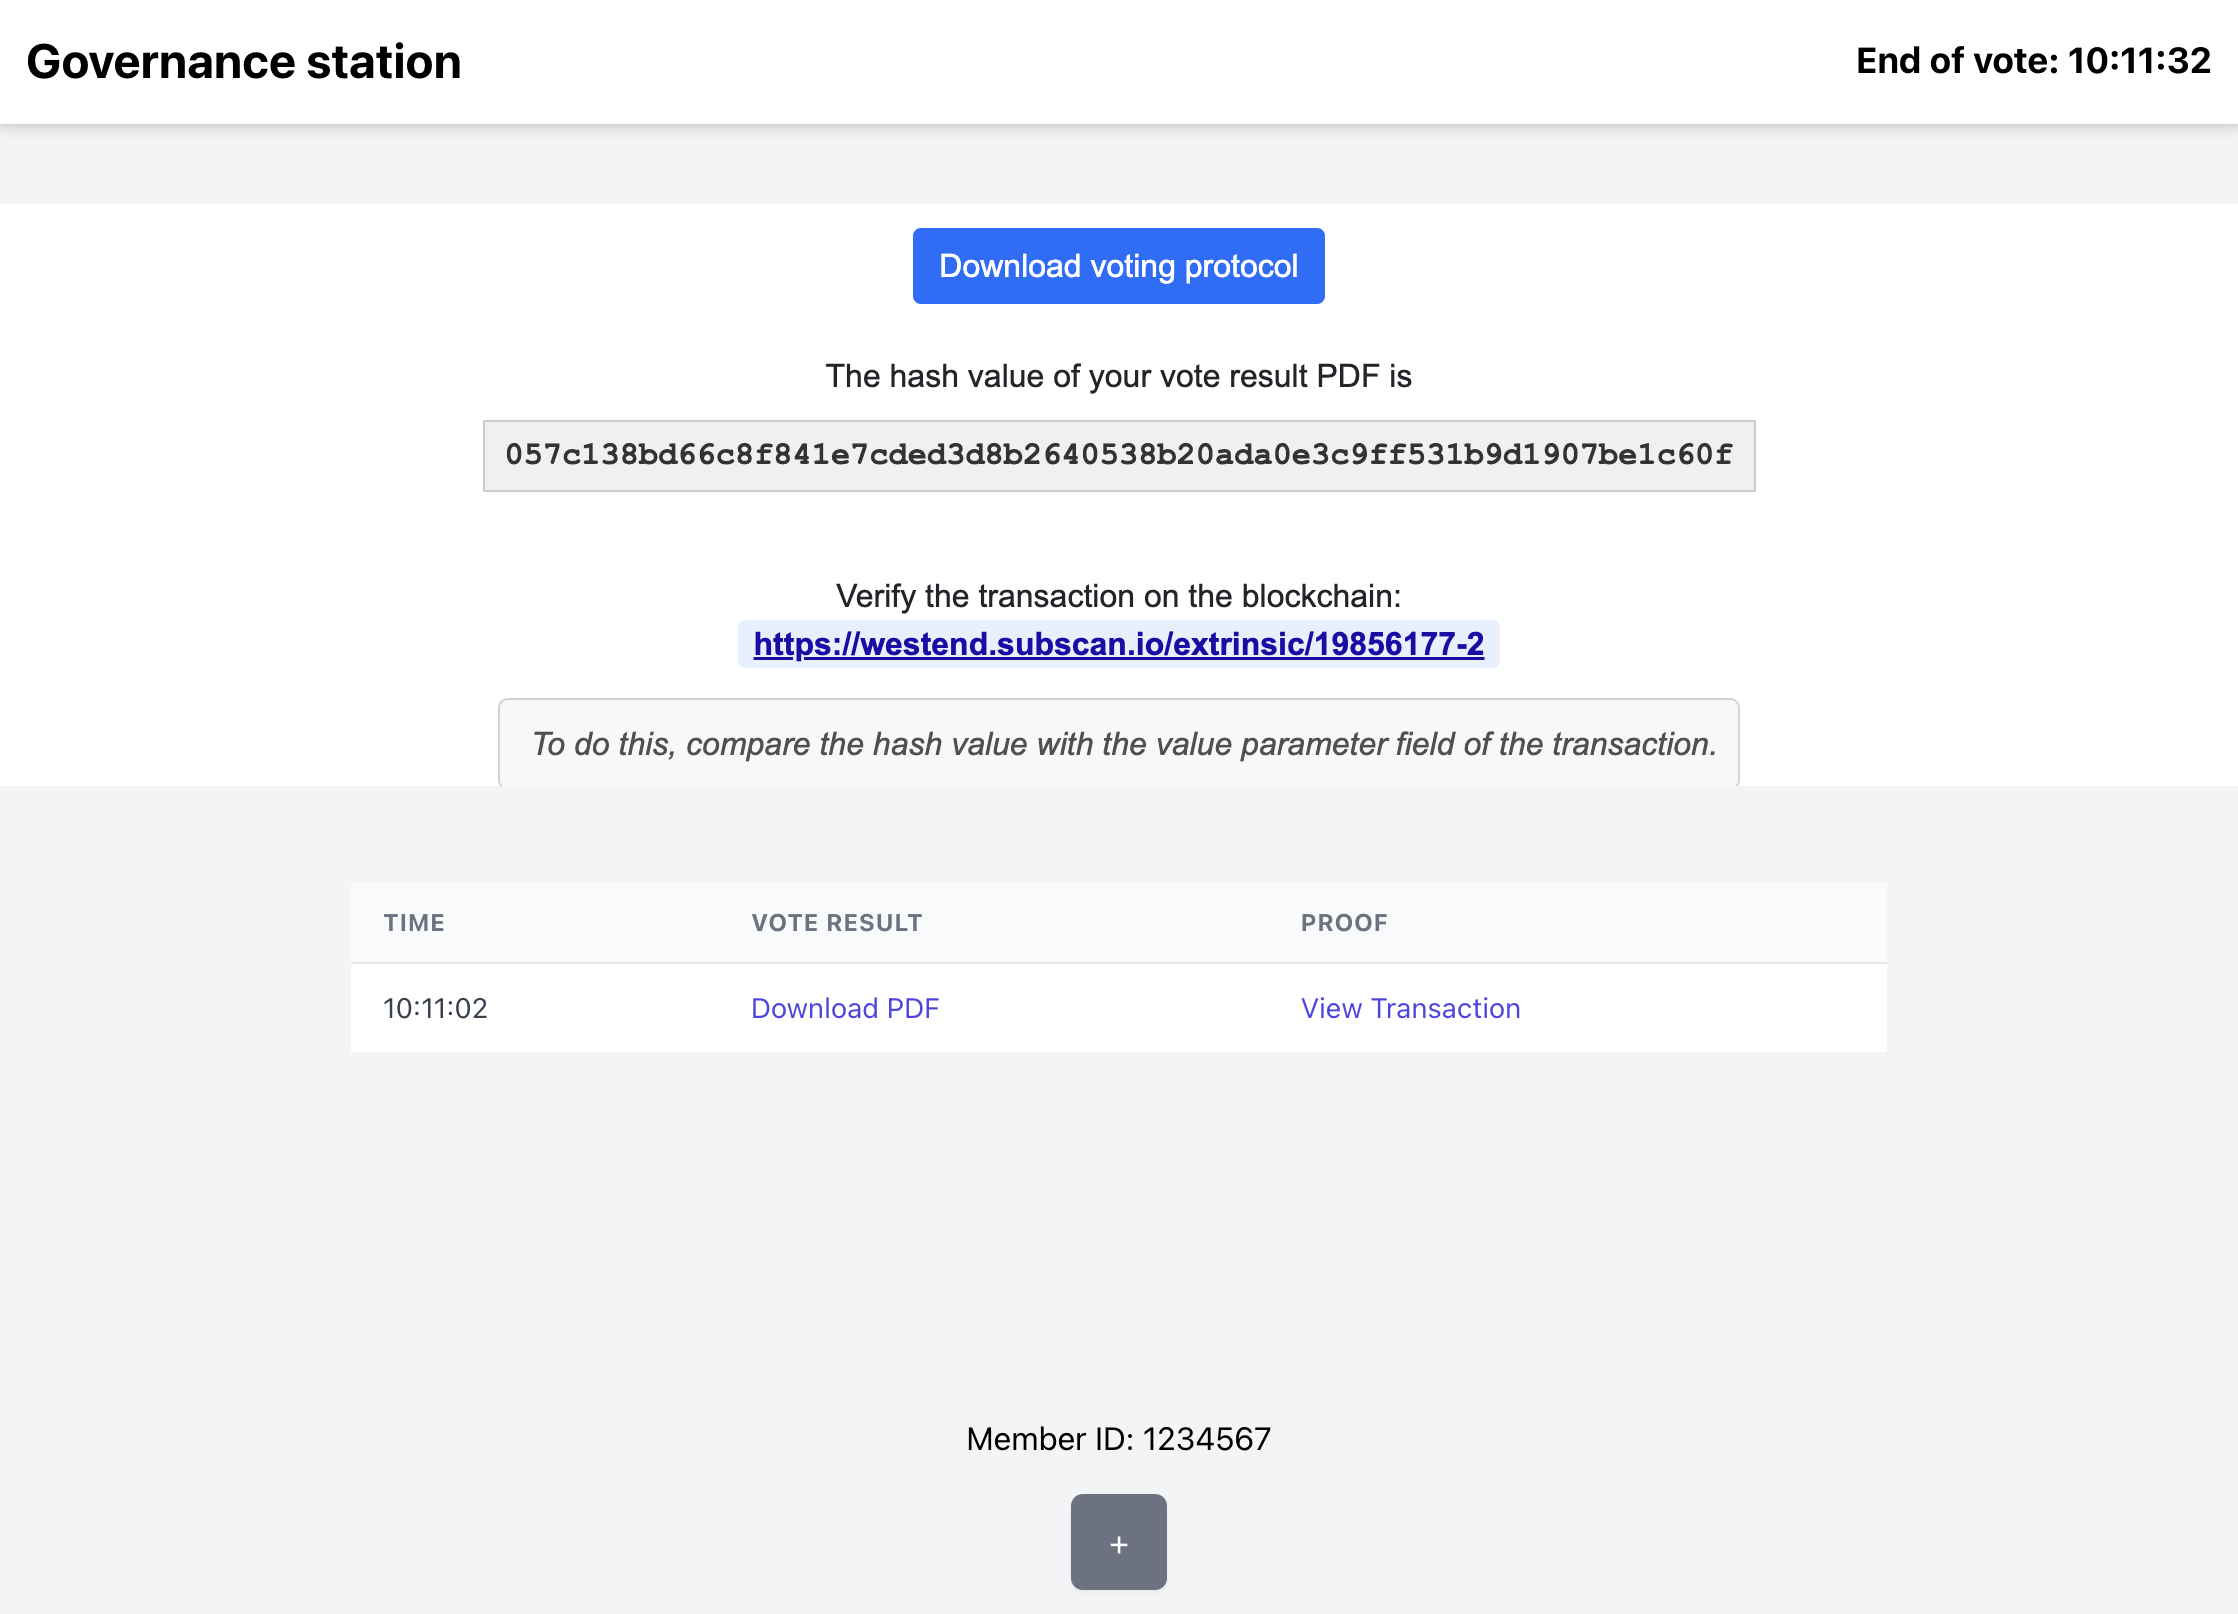 Governance station
End of vote: 10:11:32
Download voting protocol
The hash value of your vote result PDF is
057c138bd66c8f841e7cded3d8b2640538b20ada0e3c9ff531b9d1907be1c60f
Verify the transaction on the blockchain:
https://westend.subscan.io/extrinsic/19856177-2
To do this, compare the hash value with the value parameter field of the transaction.
TIME VOTE RESULT PROOF
10:11:02 Download PDF View Transaction
Member ID: 1234567
+